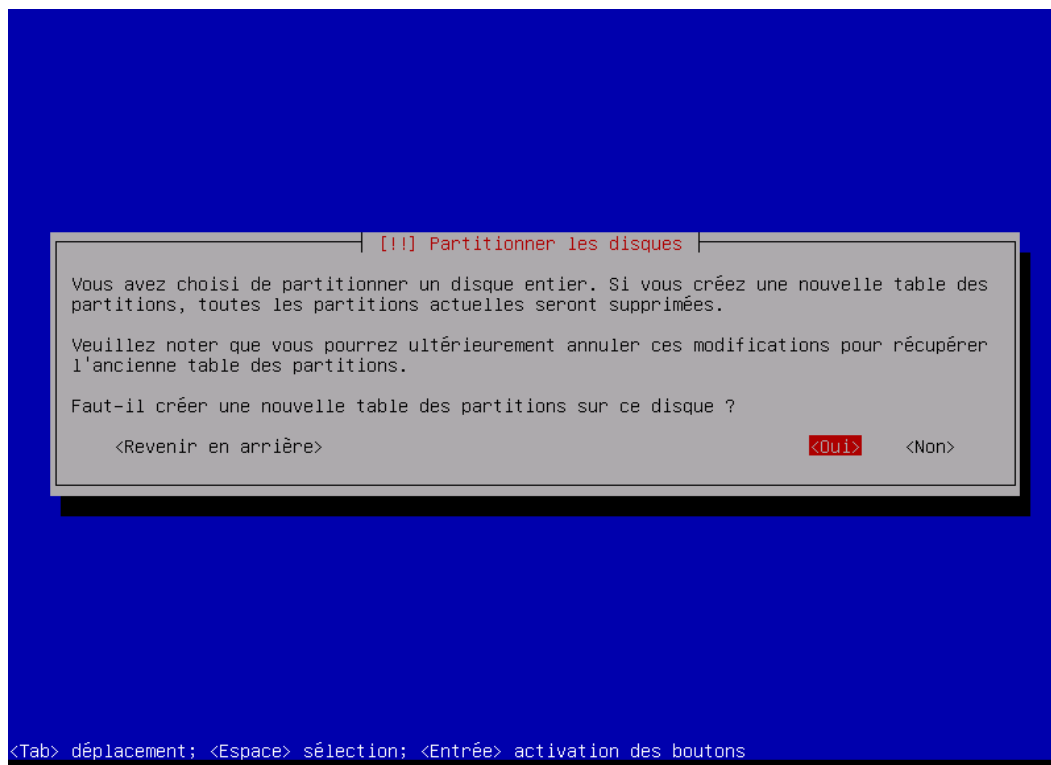 [!!] Partitionner les disques
Vous avez choisi de partitionner un disque entier. Si vous créez une nouvelle table des
partitions, toutes les partitions actuelles seront supprimées.
Veuillez noter que vous pourrez ultérieurement annuler ces modifications pour récupérer
l'ancienne table des partitions.
Faut-il créer une nouvelle table des partitions sur ce disque ?
<Revenir en arrière> <Oui> <Non>
<Tab> déplacement; <Espace> sélection; <Entrée> activation des boutons